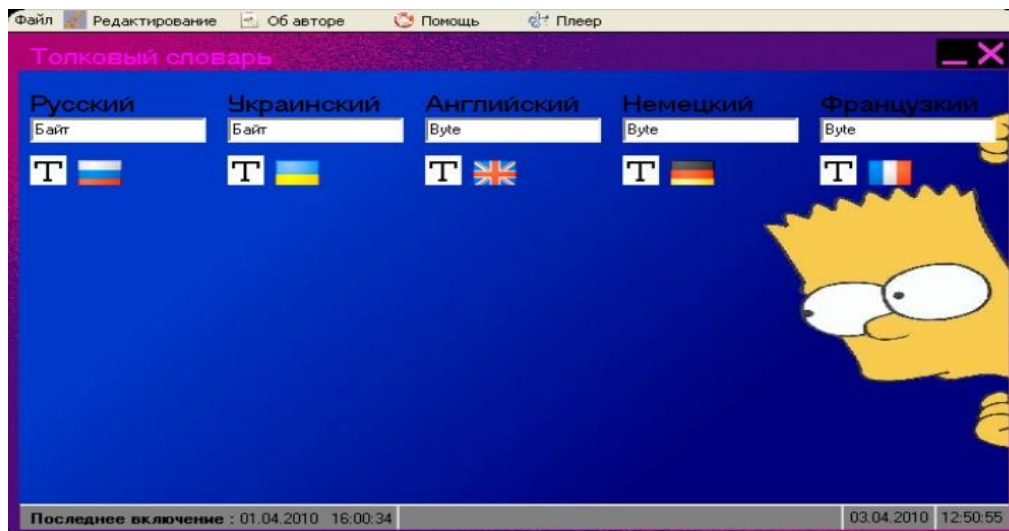 Файл Редактирование Об авторе Помощь Плеер
Толковый словарь
Русский Украинский Английский Немецкий Французкий
Байт Байт Byte Byte Byte
T T T T T
Последнее включение : 01.04.2010 16:00:34 03.04.2010 12:50:55